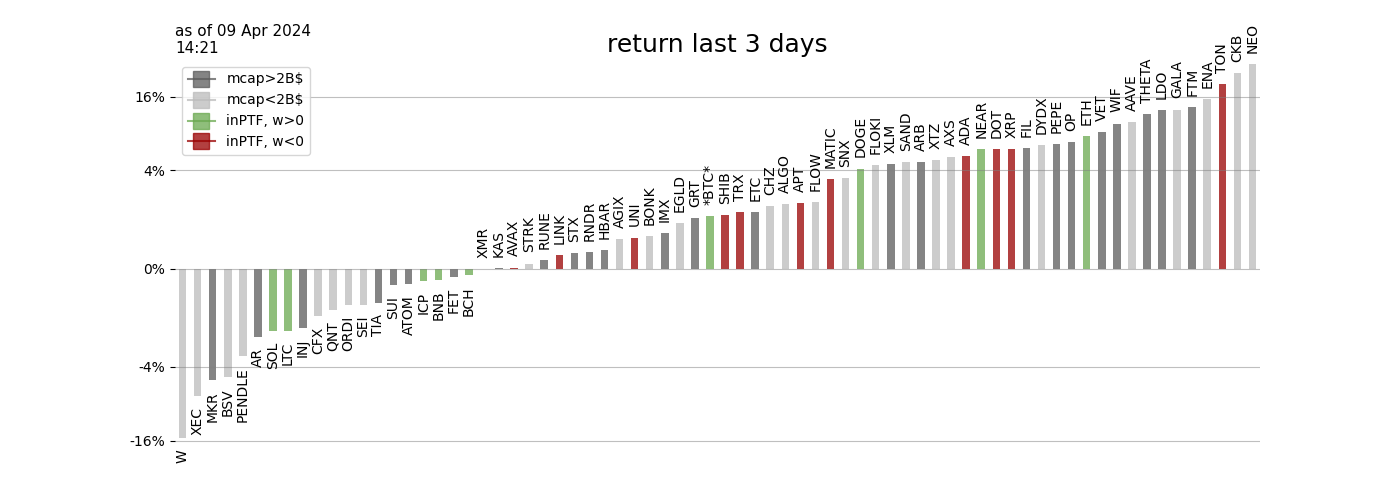 as of 09 Apr 2024
14:21
return last 3 days
mcap>2B$
mcap<2B$
inPTF, w>0
inPTF, w<0
16%
4%
0%
-4%
-16%
W
XEC
MKR
BSV
PENDLE
AR
SOL
LTC
INJ
CFX
QNT
ORDI
SEI
TIA
SUI
ATOM
ICP
BNB
FET
BCH
XMR
KAS
AVAX
STRK
RUNE
LINK
STX
RNDR
HBAR
AGIX
UNI
BONK
IMX
EGLD
GRT
*BTC*
SHIB
TRX
ETC
CHZ
ALGO
APT
FLOW
MATIC
SNX
DOGE
FLOKI
XLM
SAND
ARB
XTZ
AXS
ADA
NEAR
DOT
XRP
FIL
DYDX
PEPE
OP
ETH
VET
WIF
AAVE
THETA
LDO
GALA
FTM
ENA
TON
CKB
NEO